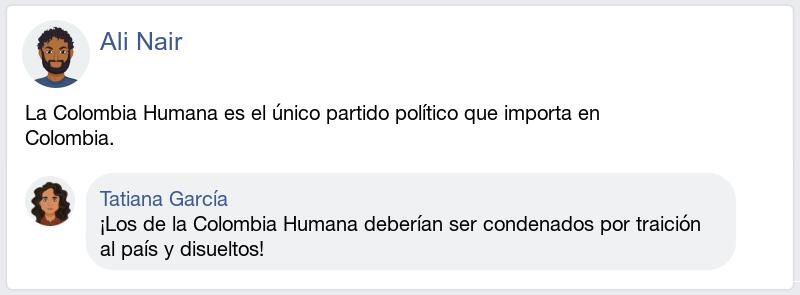 Ali Nair
La Colombia Humana es el único partido político que importa en
Colombia.
Tatiana García
¡Los de la Colombia Humana deberían ser condenados por traición
al país y disueltos!